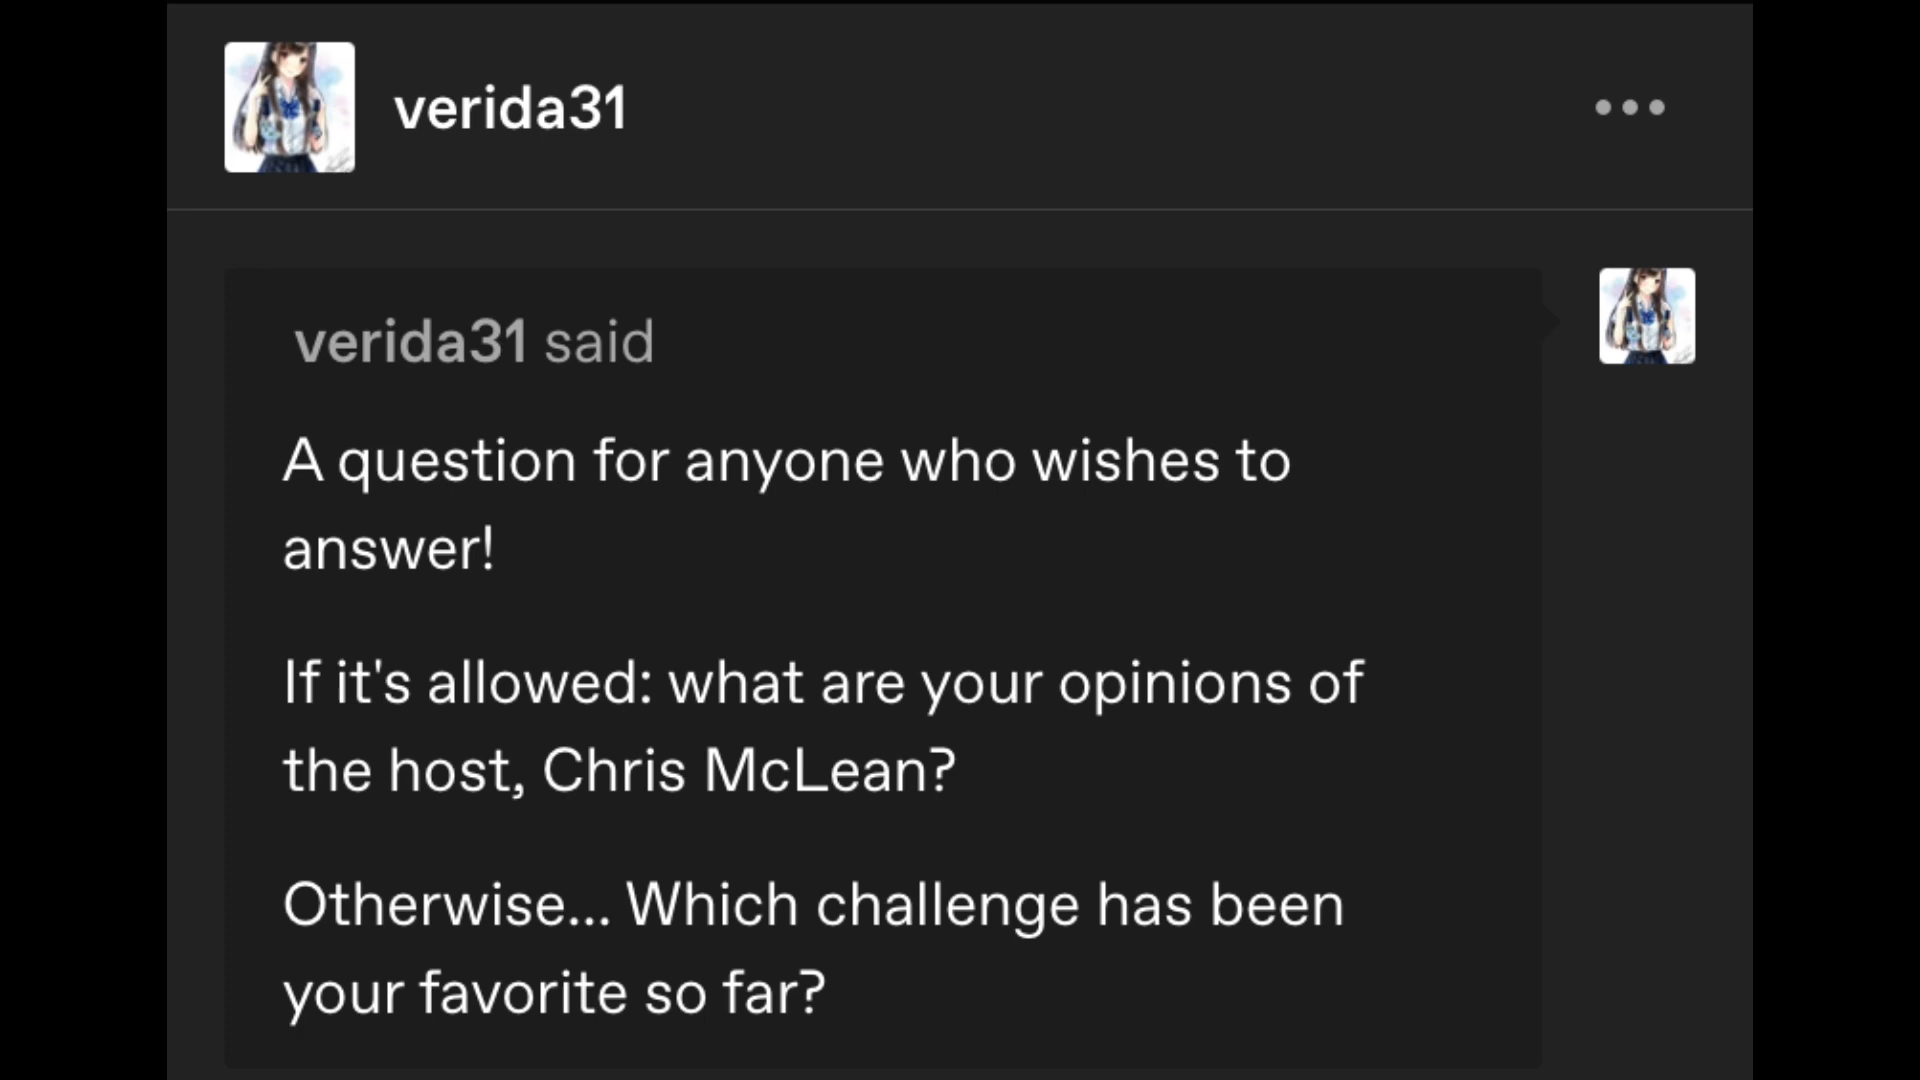 verida31
verida31 said
A question for anyone who wishes to
answer!
If it's allowed: what are your opinions of
the host, Chris McLean?
Otherwise... Which challenge has been
your favorite so far?